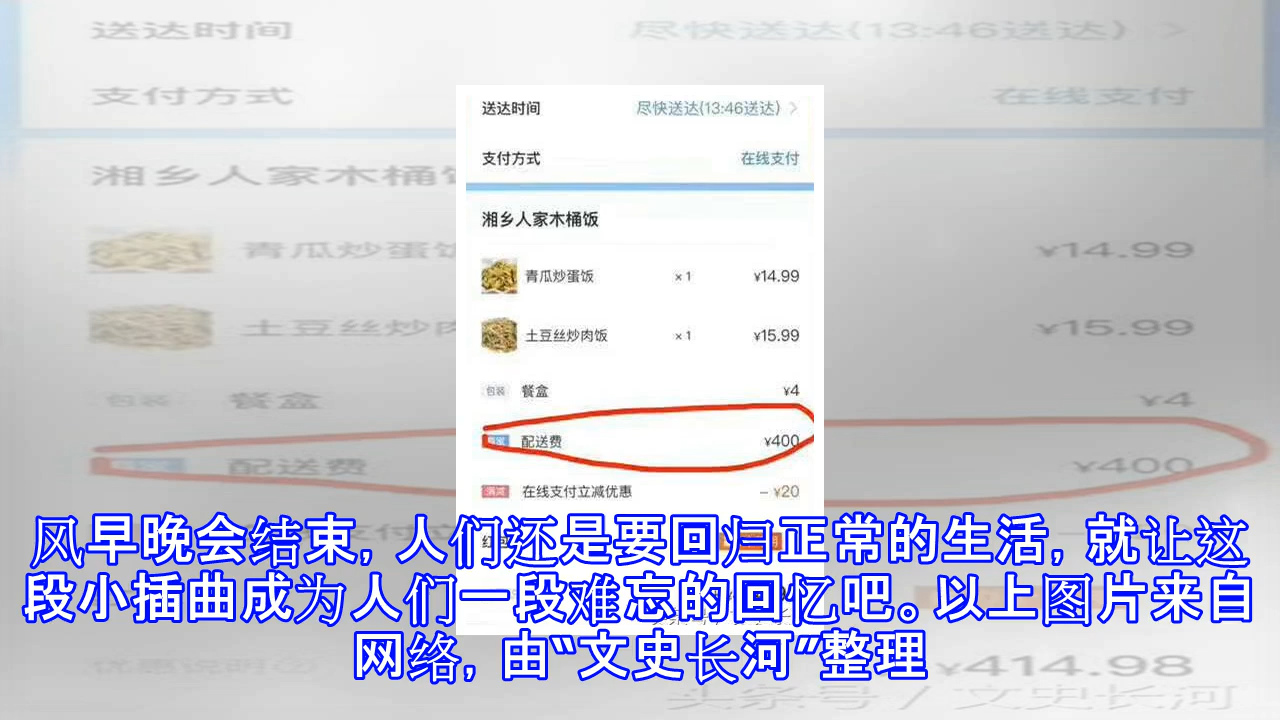 送达时间 尽快送达(13:46送达)
支付方式 在线支付
湘乡人家木桶饭
青瓜炒蛋饭 ×1 ¥14.99
土豆丝炒肉饭 ×1 ¥15.99
包装 餐盒 ¥4
配送费 ¥400
满减 在线支付立减优惠 -¥20
风早晚会结束,人们还是要回归正常的生活,就让这
段小插曲成为人们一段难忘的回忆吧。以上图片来自
网络,由“文史长河”整理
¥414.98
头条号/文史长河